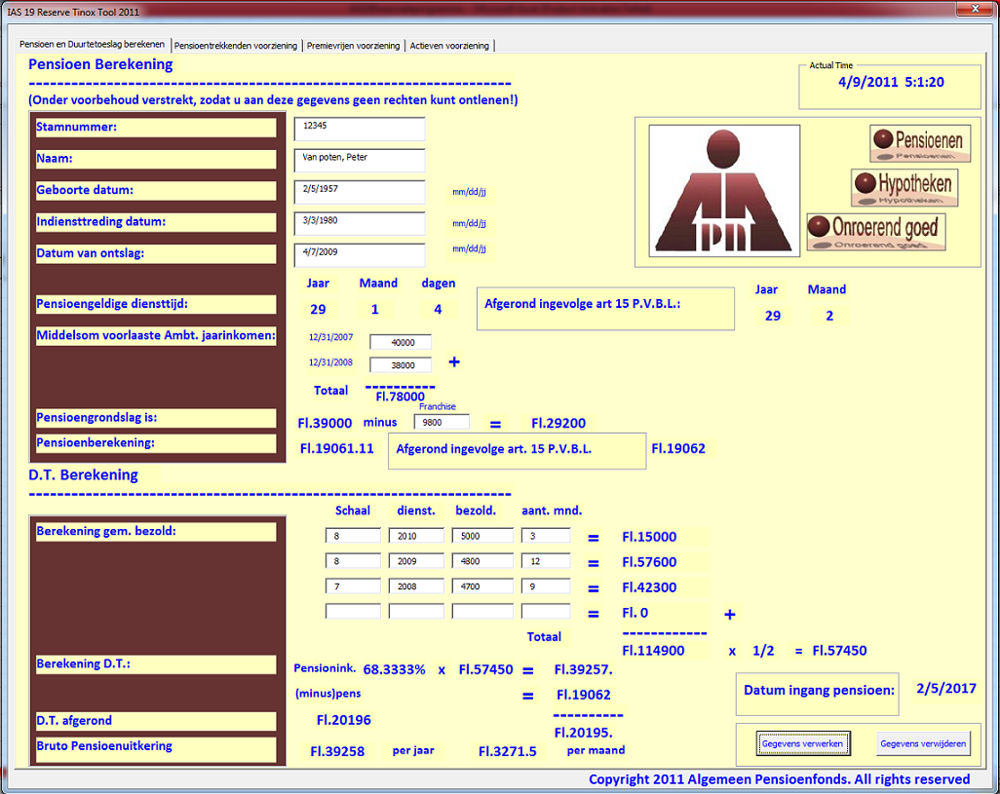 IAS 19 Reserve Tinox Tool 2011
Pensioen en Duurtetoeslag berekenen | Pensioentrekkenden voorziening | Premievrijen voorziening | Actieven voorziening |
Pensioen Berekening
Actual Time
4/9/2011 5:1:20
(Onder voorbehoud verstrekt, zodat u aan deze gegevens geen rechten kunt ontlenen!)
Stamnummer: 12345
Naam: Van poten, Peter
Geboorte datum: 2/5/1957 mm/dd/jj
Indiensttreding datum: 3/3/1980 mm/dd/jj
Datum van ontslag: 4/7/2009 mm/dd/jj
Pensioenen
Hypotheken
Onroerend goed
Jaar Maand dagen Jaar Maand
Pensioengeldige diensttijd: 29 1 4 Afgerond ingevolge art 15 P.V.B.L.: 29 2
Middelsom voorlaaste Ambt. jaarinkomen: 12/31/2007 40000
12/31/2008 38000 +
Totaal ----------
Fl.78000
Franchise
Pensioengrondslag is: Fl.39000 minus 9800 = Fl.29200
Pensioenberekening: Fl.19061.11 Afgerond ingevolge art. 15 P.V.B.L. Fl.19062
D.T. Berekening
Schaal dienst. bezold. aant. mnd.
Berekening gem. bezold: 8 2010 5000 3 = Fl.15000
8 2009 4800 12 = Fl.57600
7 2008 4700 9 = Fl.42300
= Fl. 0 +
Totaal ------------
Fl.114900 x 1/2 = Fl.57450
Berekening D.T.: Pensionink. 68.3333% x Fl.57450 = Fl.39257.
(minus)pens = Fl.19062
Datum ingang pensioen: 2/5/2017
D.T. afgerond Fl.20196 ----------
Fl.20195.
Bruto Pensioenuitkering Fl.39258 per jaar Fl.3271.5 per maand
Gegevens verwerken Gegevens verwijderen
Copyright 2011 Algemeen Pensioenfonds. All rights reserved